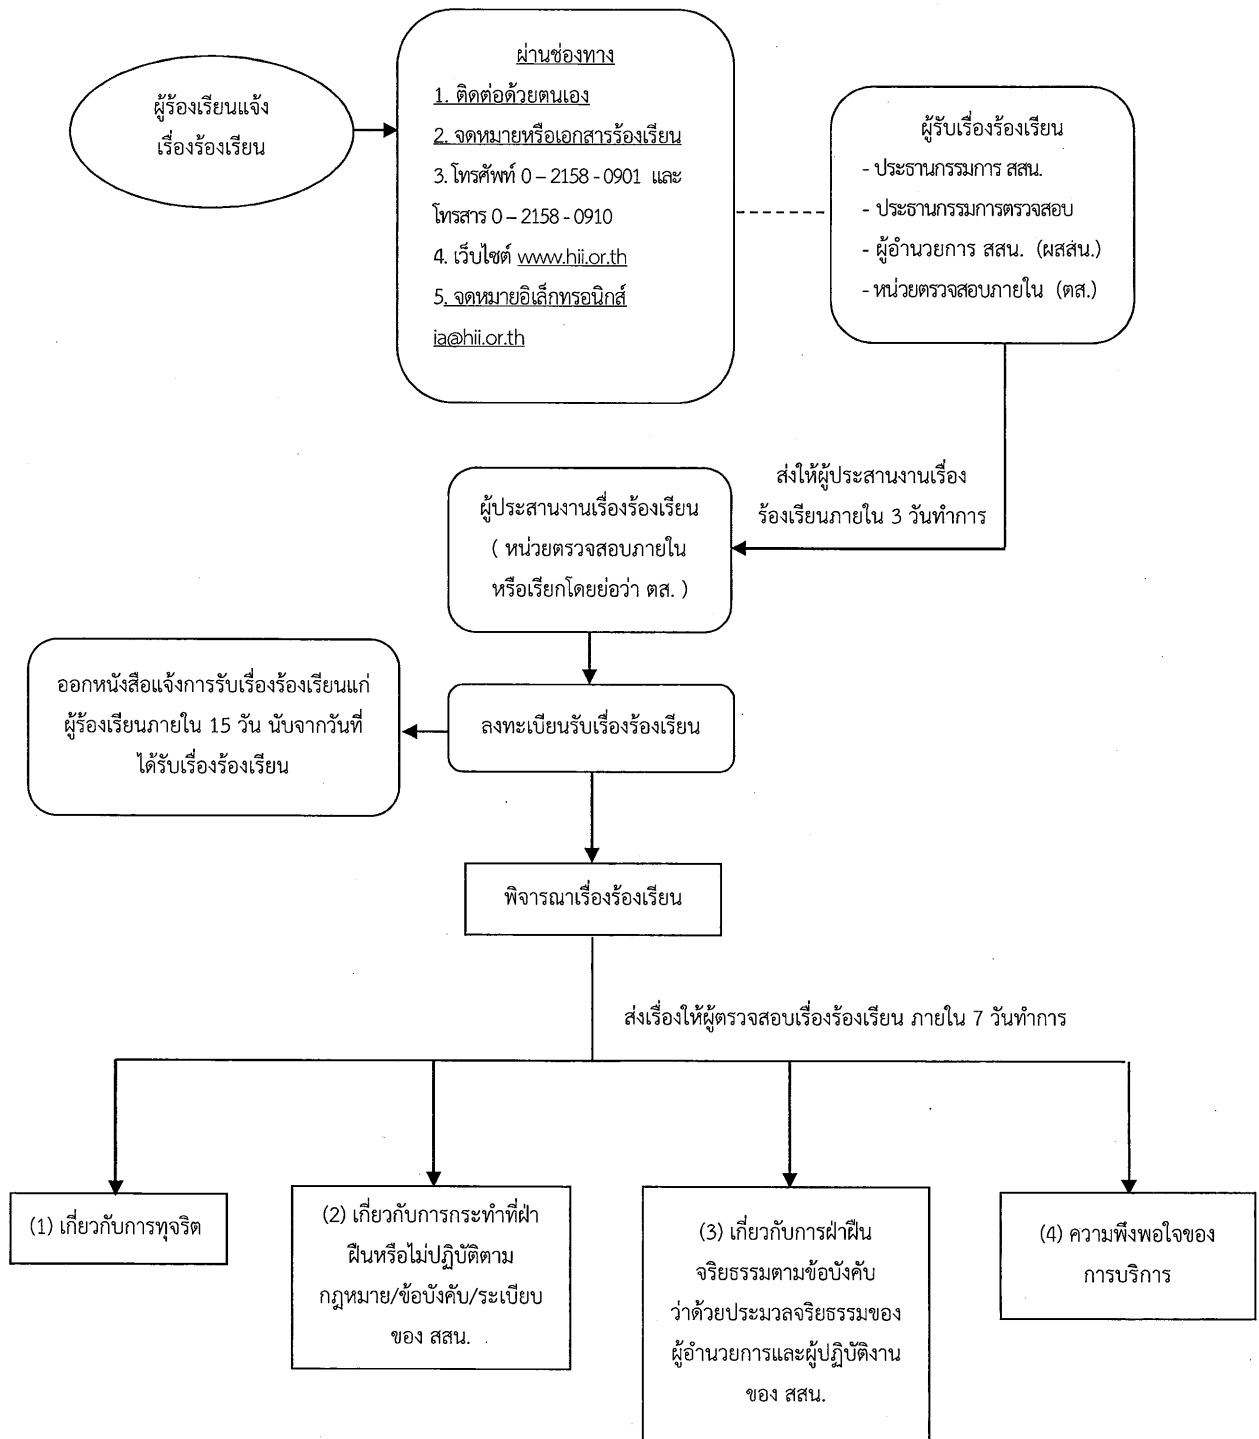 ผู้ร้องเรียนแจ้ง
เรื่องร้องเรียน
ผ่านช่องทาง
1. ติดต่อด้วยตนเอง
2. จดหมายหรือเอกสารร้องเรียน
3. โทรศัพท์ 0 – 2158 - 0901 และ
โทรสาร 0 – 2158 - 0910
4. เว็บไซต์ www.hii.or.th
5. จดหมายอิเล็กทรอนิกส์
ia@hii.or.th
ผู้รับเรื่องร้องเรียน
- ประธานกรรมการ สสน.
- ประธานกรรมการตรวจสอบ
- ผู้อำนวยการ สสน. (ผสสน.)
- หน่วยตรวจสอบภายใน (ตส.)
ส่งให้ผู้ประสานงานเรื่อง
ร้องเรียนภายใน 3 วันทำการ
ผู้ประสานงานเรื่องร้องเรียน
( หน่วยตรวจสอบภายใน
หรือเรียกโดยย่อว่า ตส. )
ออกหนังสือแจ้งการรับเรื่องร้องเรียนแก่
ผู้ร้องเรียนภายใน 15 วัน นับจากวันที่
ได้รับเรื่องร้องเรียน
ลงทะเบียนรับเรื่องร้องเรียน
พิจารณาเรื่องร้องเรียน
ส่งเรื่องให้ผู้ตรวจสอบเรื่องร้องเรียน ภายใน 7 วันทำการ
(1) เกี่ยวกับการทุจริต
(2) เกี่ยวกับการกระทำที่ฝ่า
ฝืนหรือไม่ปฏิบัติตาม
กฎหมาย/ข้อบังคับ/ระเบียบ
ของ สสน.
(3) เกี่ยวกับการฝ่าฝืน
จริยธรรมตามข้อบังคับ
ว่าด้วยประมวลจริยธรรมของ
ผู้อำนวยการและผู้ปฏิบัติงาน
ของ สสน.
(4) ความพึงพอใจของ
การบริการ